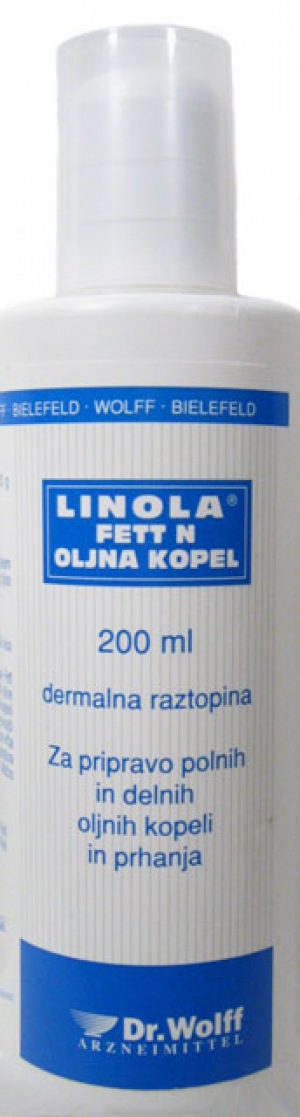 BIELEFELD · WOLFF · BIELEFELD
LINOLA®
FETT N
OLJNA KOPEL
200 ml
dermalna raztopina
Za pripravo polnih
in delnih
oljnih kopeli
in prhanja
Dr. Wolff
ARZNEIMITTEL